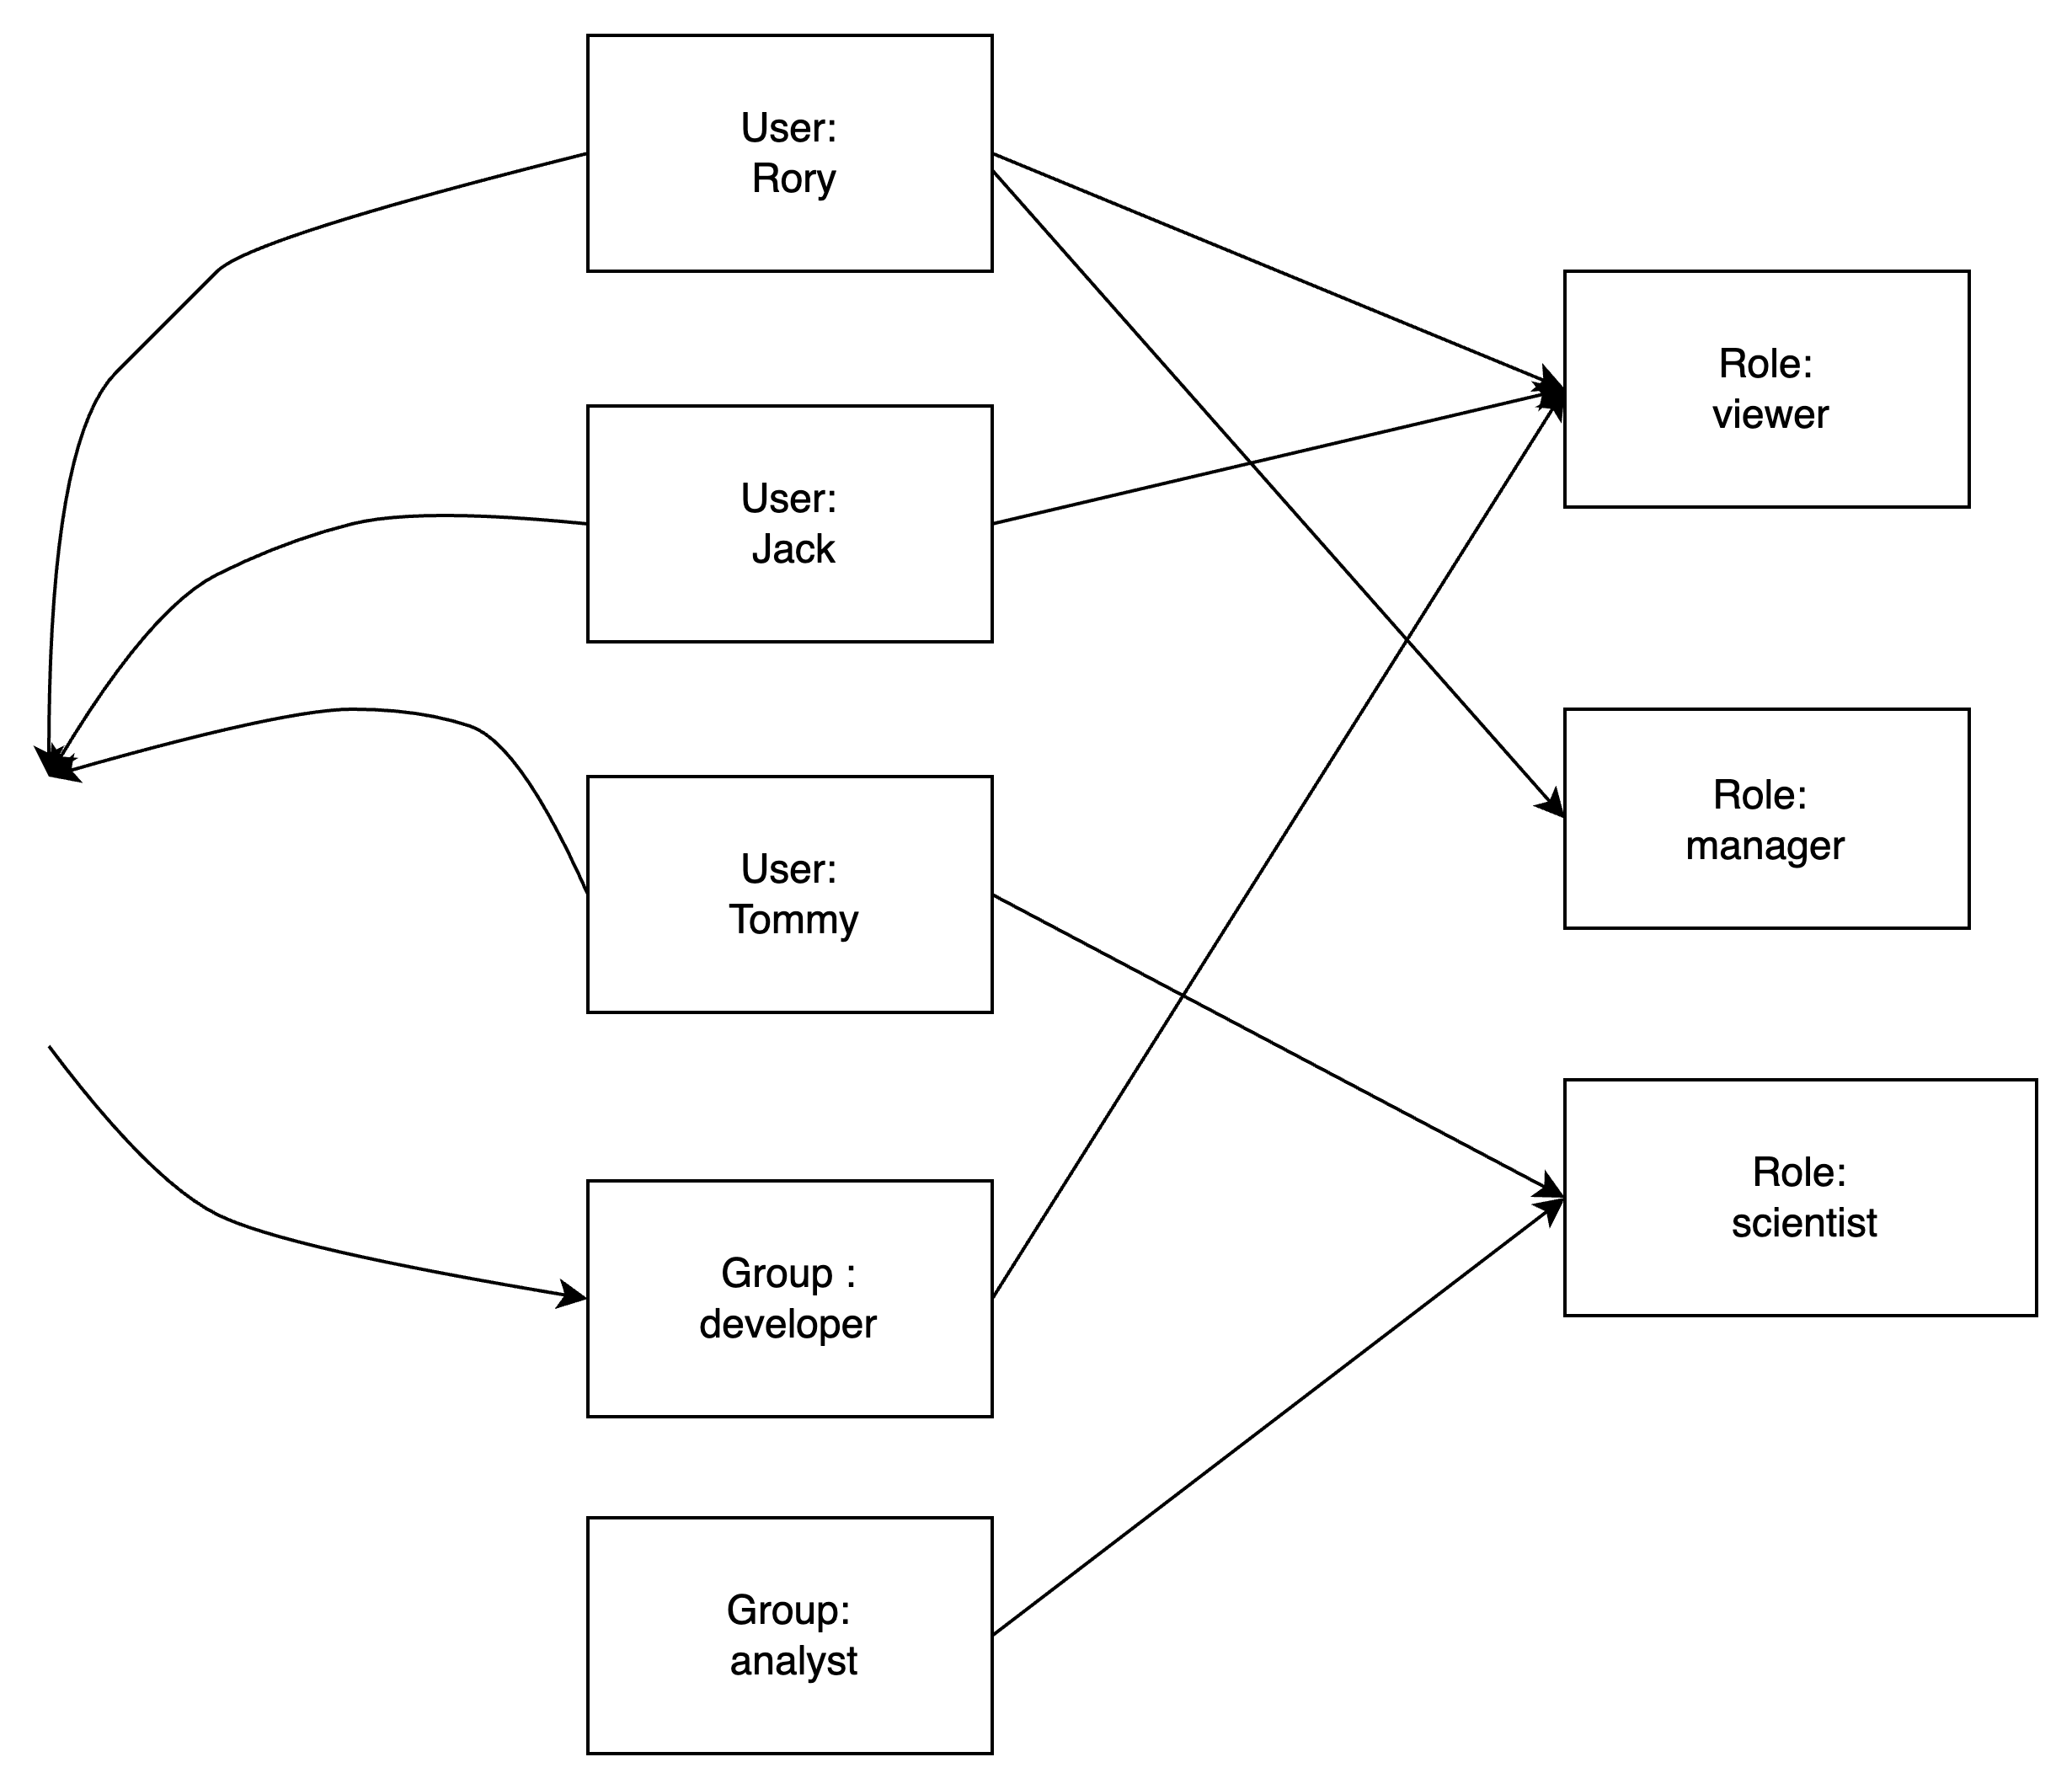 User:
Rory
User:
Jack
User:
Tommy
Group :
developer
Group:
analyst
Role:
viewer
Role:
manager
Role:
scientist